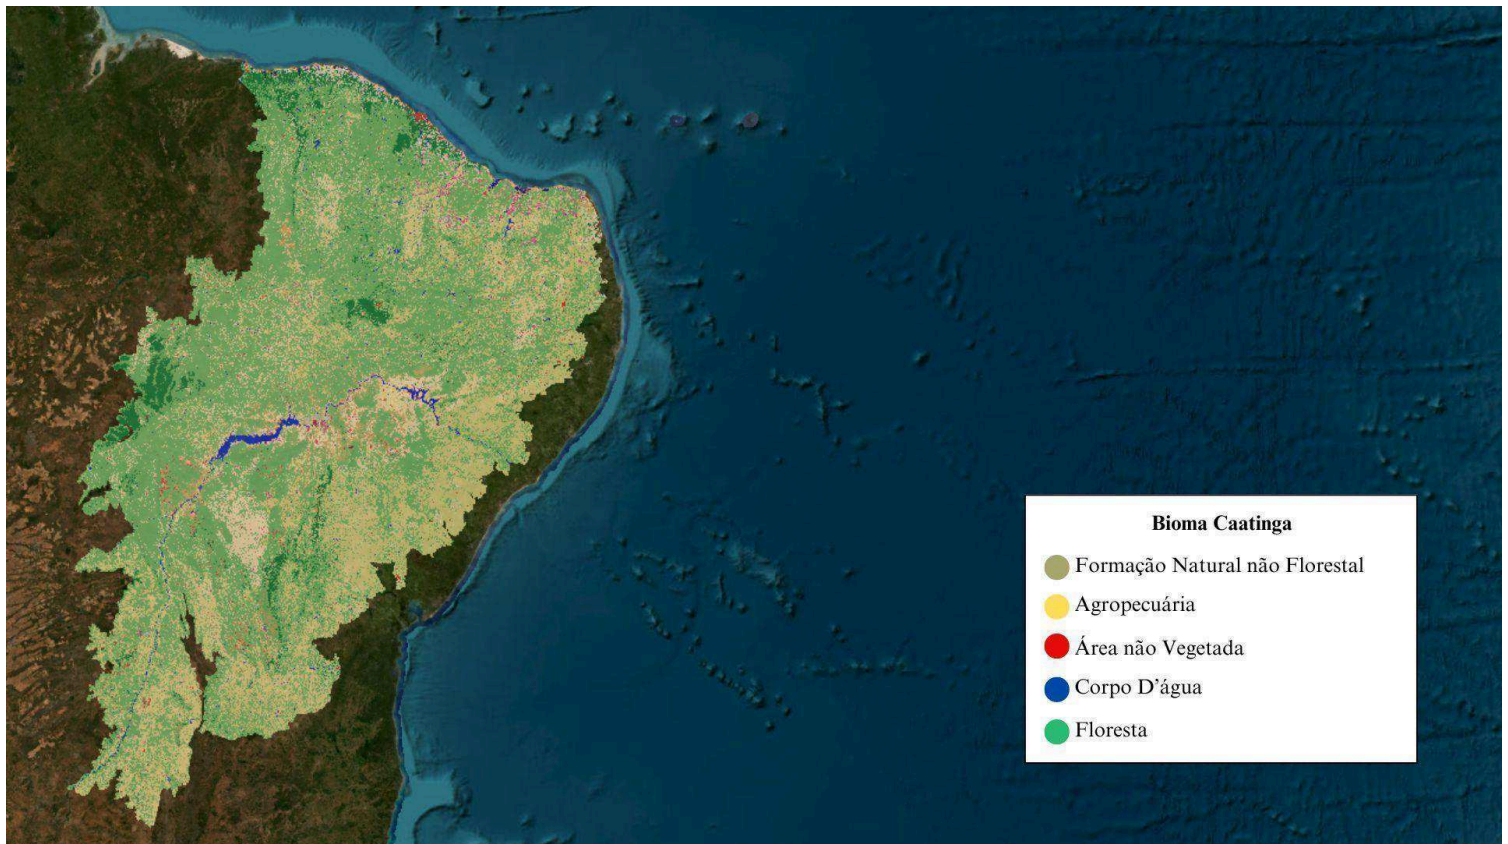 Bioma Caatinga
Formação Natural não Florestal
Agropecuária
Área não Vegetada
Corpo D’água
Floresta